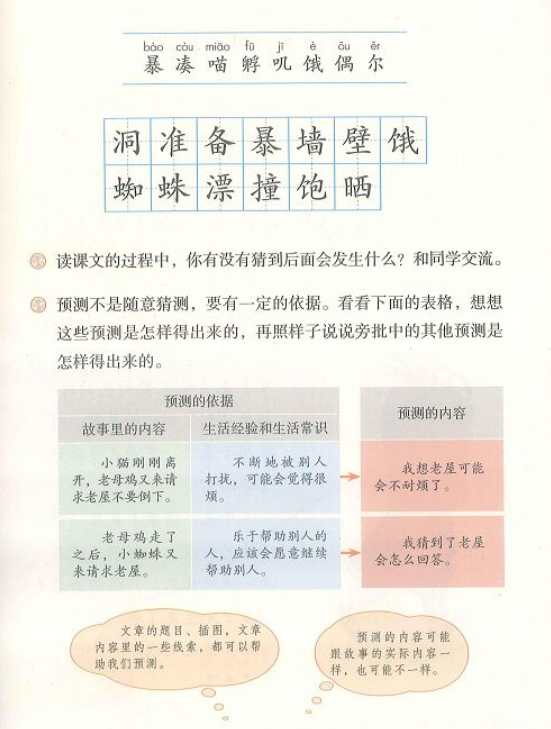 bào còu miāo fū jī è ǒu ěr
暴 凑 喵 孵 叽 饿 偶 尔
洞 准 备 暴 墙 壁 饿
蜘 蛛 漂 撞 饱 晒
读课文的过程中，你有没有猜到后面会发生什么？和同学交流。
预测不是随意猜测，要有一定的依据。看看下面的表格，想想
这些预测是怎样得出来的，再照样子说说旁批中的其他预测是
怎样得出来的。
预测的依据
预测的内容
故事里的内容
生活经验和生活常识
小猫刚刚离
开，老母鸡又来请
求老屋不要倒下。
不断地被别人
打扰，可能会觉得很
烦。
我想老屋可能
会不耐烦了。
老母鸡走了
之后，小蜘蛛又
来请求老屋。
乐于帮助别人的
人，应该会愿意继续
帮助别人。
我猜到了老屋
会怎么回答。
文章的题目、插图，文章
内容里的一些线索，都可以帮
助我们预测。
预测的内容可能
跟故事的实际内容一
样，也可能不一样。